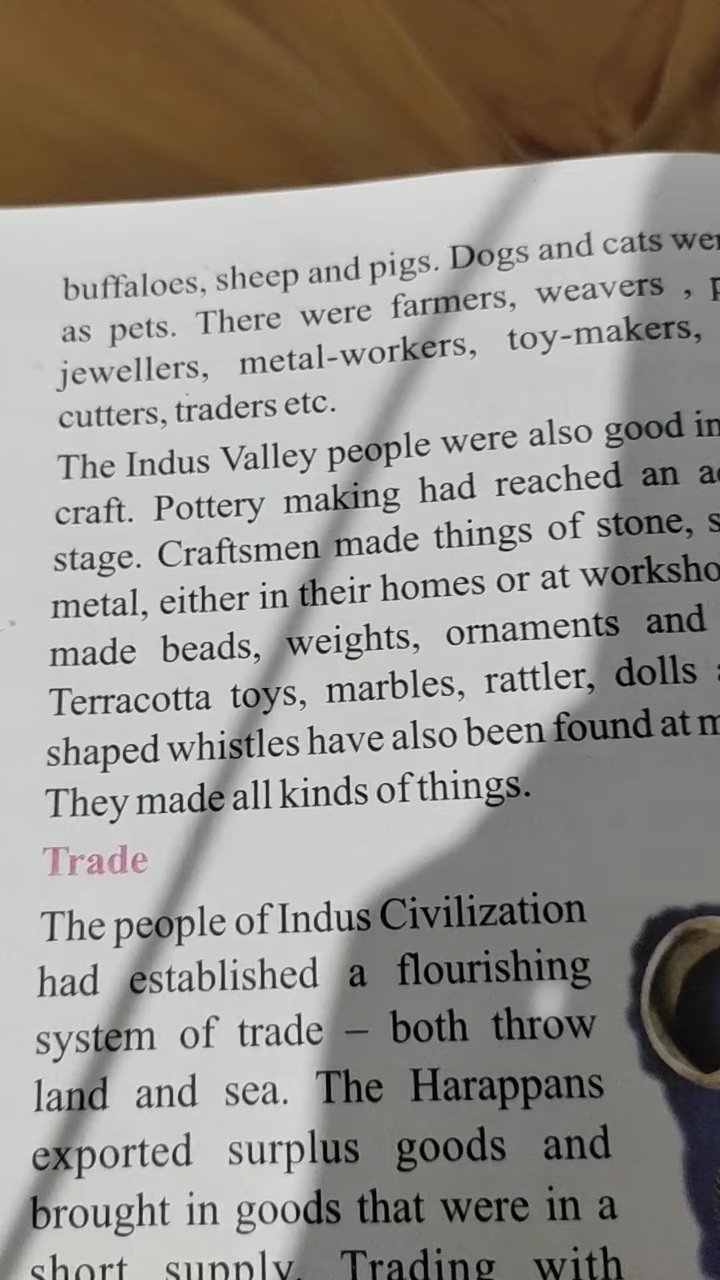 buffaloes, sheep and pigs. Dogs and cats
as pets. There were farmers, weavers ,
jewellers, metal-workers, toy-makers,
cutters, traders etc.
The Indus Valley people were also good in
craft. Pottery making had reached an
stage. Craftsmen made things of stone,
metal, either in their homes or at
made beads, weights, ornaments and
Terracotta toys, marbles, rattler, dolls
shaped whistles have also been found at
They made all kinds of things.
Trade
The people of Indus Civilization
had established a flourishing
system of trade – both throw
land and sea. The Harappans
exported surplus goods and
brought in goods that were in a
short supply. Trading with